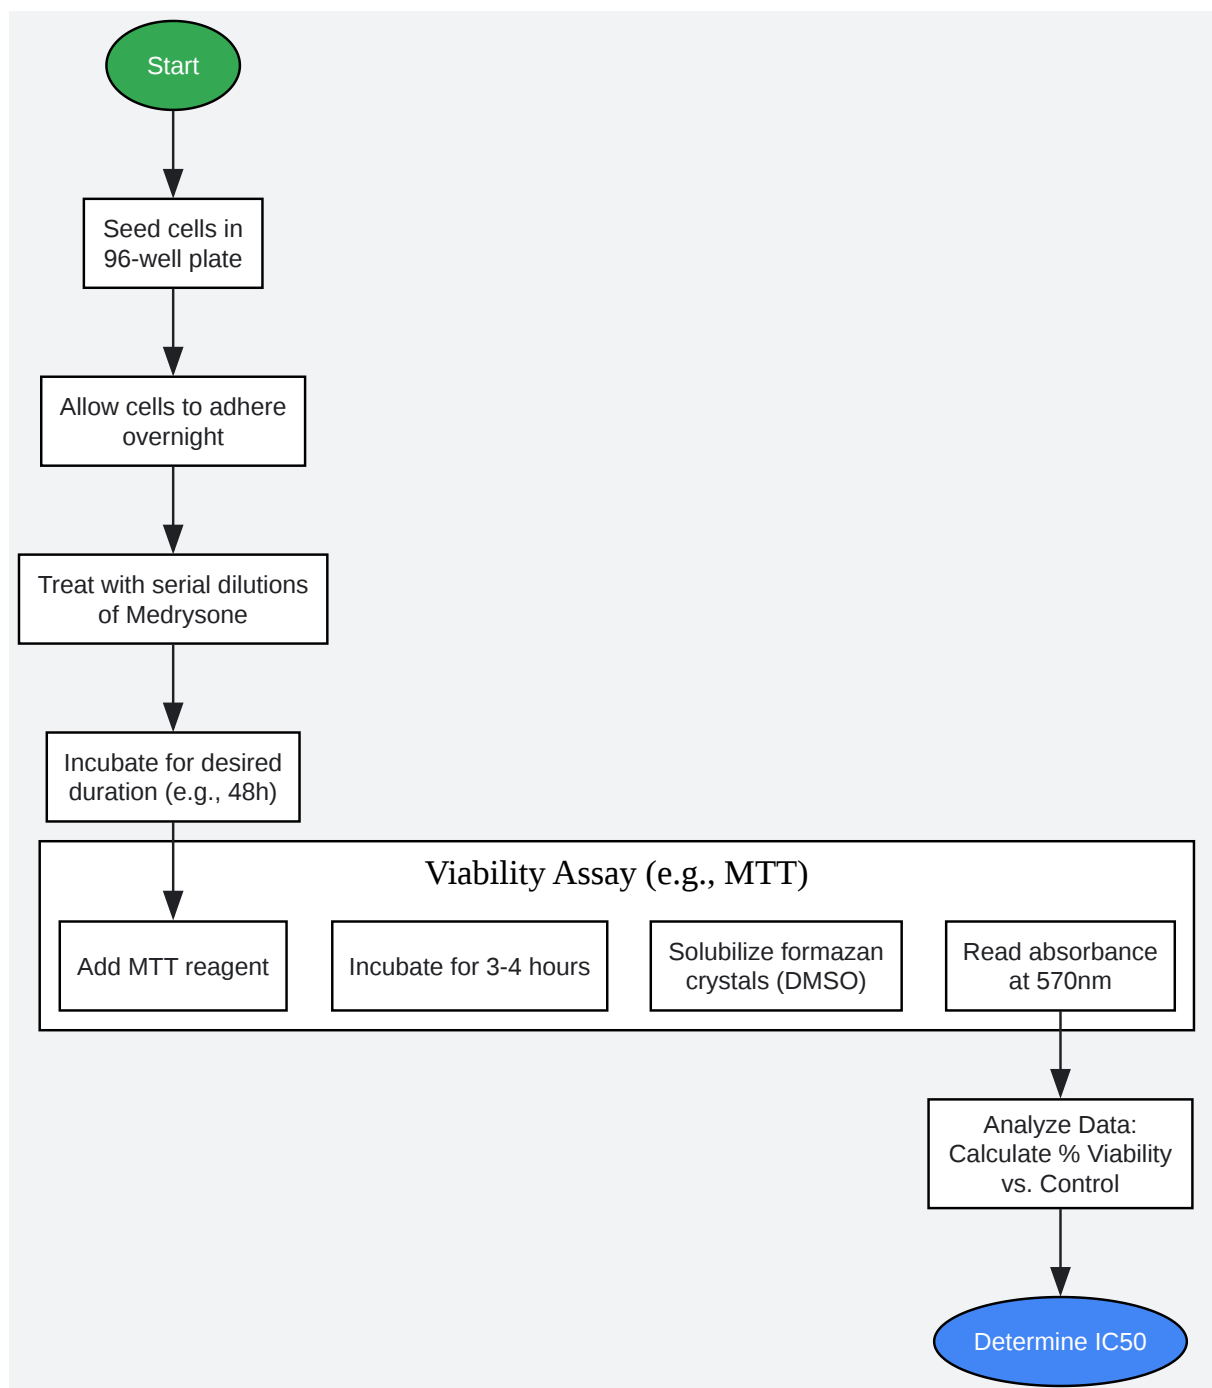 Start
Seed cells in
96-well plate
Allow cells to adhere
overnight
Treat with serial dilutions
of Medrysone
Incubate for desired
duration (e.g., 48h)
Viability Assay (e.g., MTT)
Add MTT reagent
Incubate for 3-4 hours
Solubilize formazan
crystals (DMSO)
Read absorbance
at 570nm
Analyze Data:
Calculate % Viability
vs. Control
Determine IC50